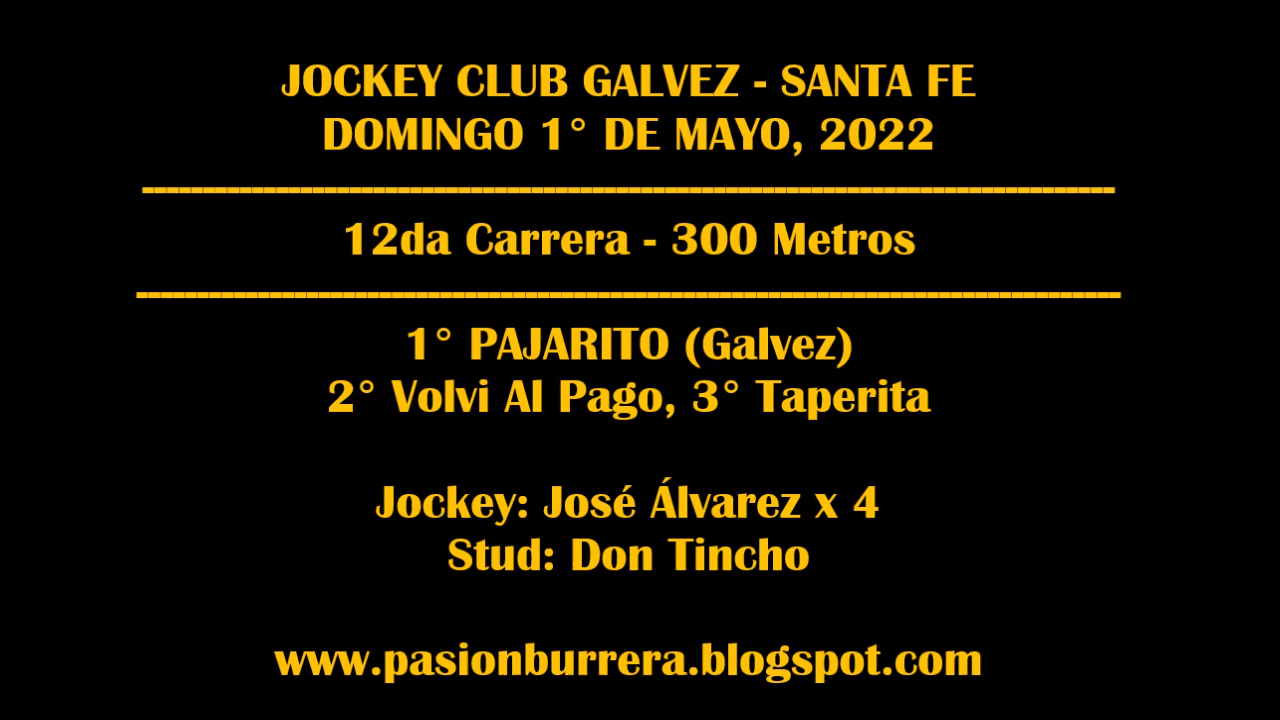 JOCKEY CLUB GALVEZ - SANTA FE
DOMINGO 1° DE MAYO, 2022
--------------------------------------------------------------------------------
12da Carrera - 300 Metros
---------------------------------------------------------------------------------
1° PAJARITO (Galvez)
2° Volvi Al Pago, 3° Taperita
Jockey: José Álvarez x 4
Stud: Don Tincho
www.pasionburrera.blogspot.com